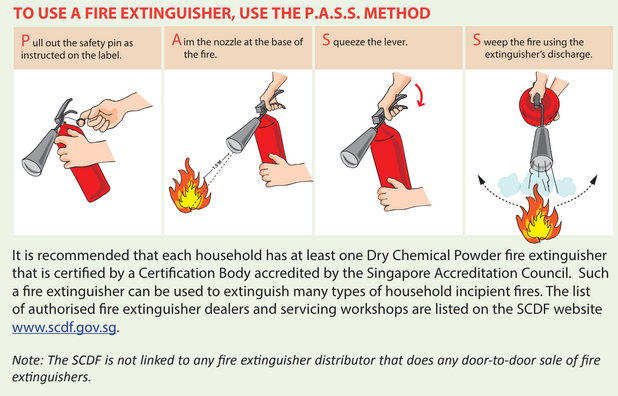 TO USE A FIRE EXTINGUISHER, USE THE P.A.S.S. METHOD
Pull out the safety pin as
instructed on the label.
Aim the nozzle at the base of
the fire.
Squeeze the lever.
Sweep the fire using the
extinguisher's discharge.
1.5 M
It is recommended that each household has at least one Dry Chemical Powder fire extinguisher
that is certified by a Certification Body accredited by the Singapore Accreditation Council. Such
a fire extinguisher can be used to extinguish many types of household incipient fires. The list
of authorised fire extinguisher dealers and servicing workshops are listed on the SCDF website
www.scdf.gov.sg.
Note: The SCDF is not linked to any fire extinguisher distributor that does any door-to-door sale of fire
extinguishers.